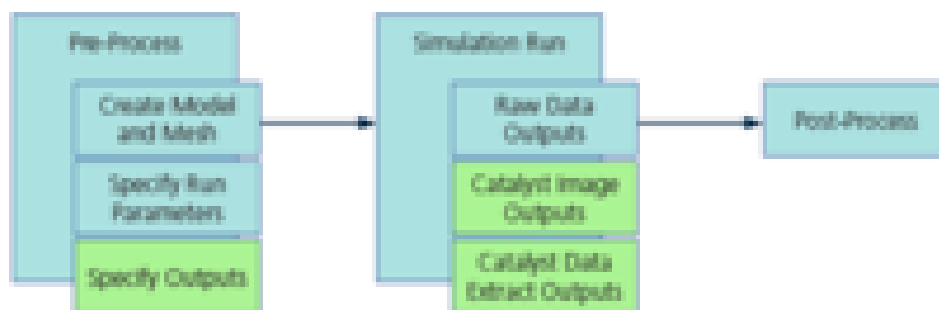 Pre-Process
Create Model
and Mesh
Specify Run
Parameters
Specify Outputs
Simulation Run
Raw Data
Outputs
Catalyst Image
Outputs
Catalyst Data
Extract Outputs
Post-Process